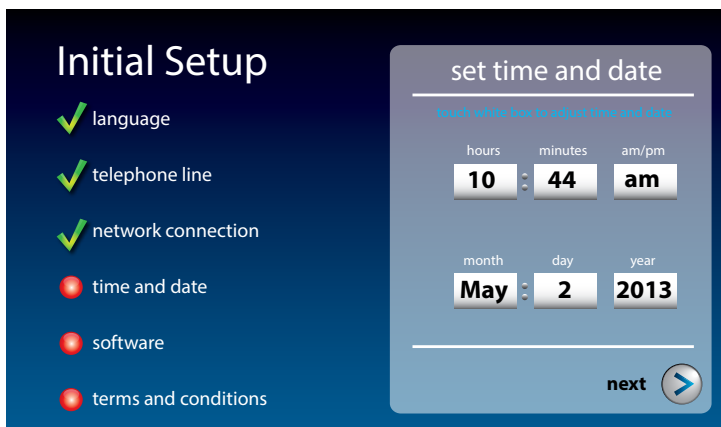 Initial Setup
language
telephone line
network connection
time and date
software
terms and conditions
set time and date
touch white box to adjust time and date
hours minutes am/pm
10 : 44 am
month day year
May : 2 2013
next